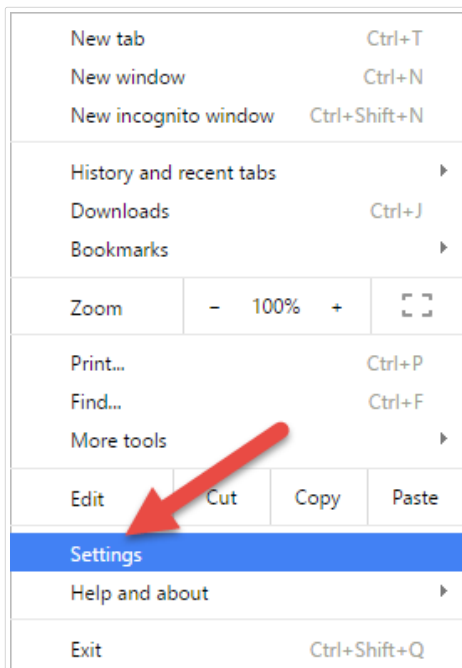 New tab Ctrl+T
New window Ctrl+N
New incognito window Ctrl+Shift+N
History and recent tabs
Downloads Ctrl+J
Bookmarks
Zoom - 100% +
Print... Ctrl+P
Find... Ctrl+F
More tools
Edit Cut Copy Paste
Settings
Help and about
Exit Ctrl+Shift+Q